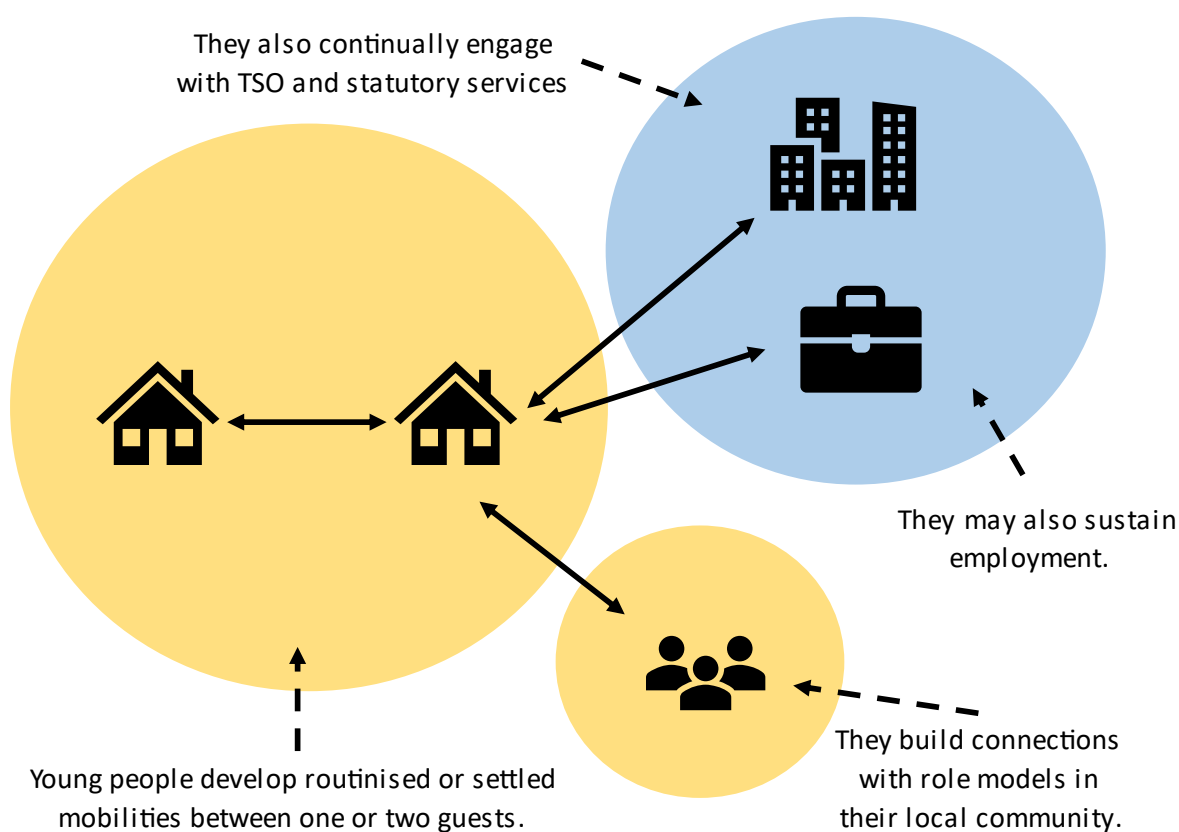 They also continually engage
with TSO and statutory services
They may also sustain
employment.
They build connections
with role models in
their local community.
Young people develop routinised or settled
mobilities between one or two guests.